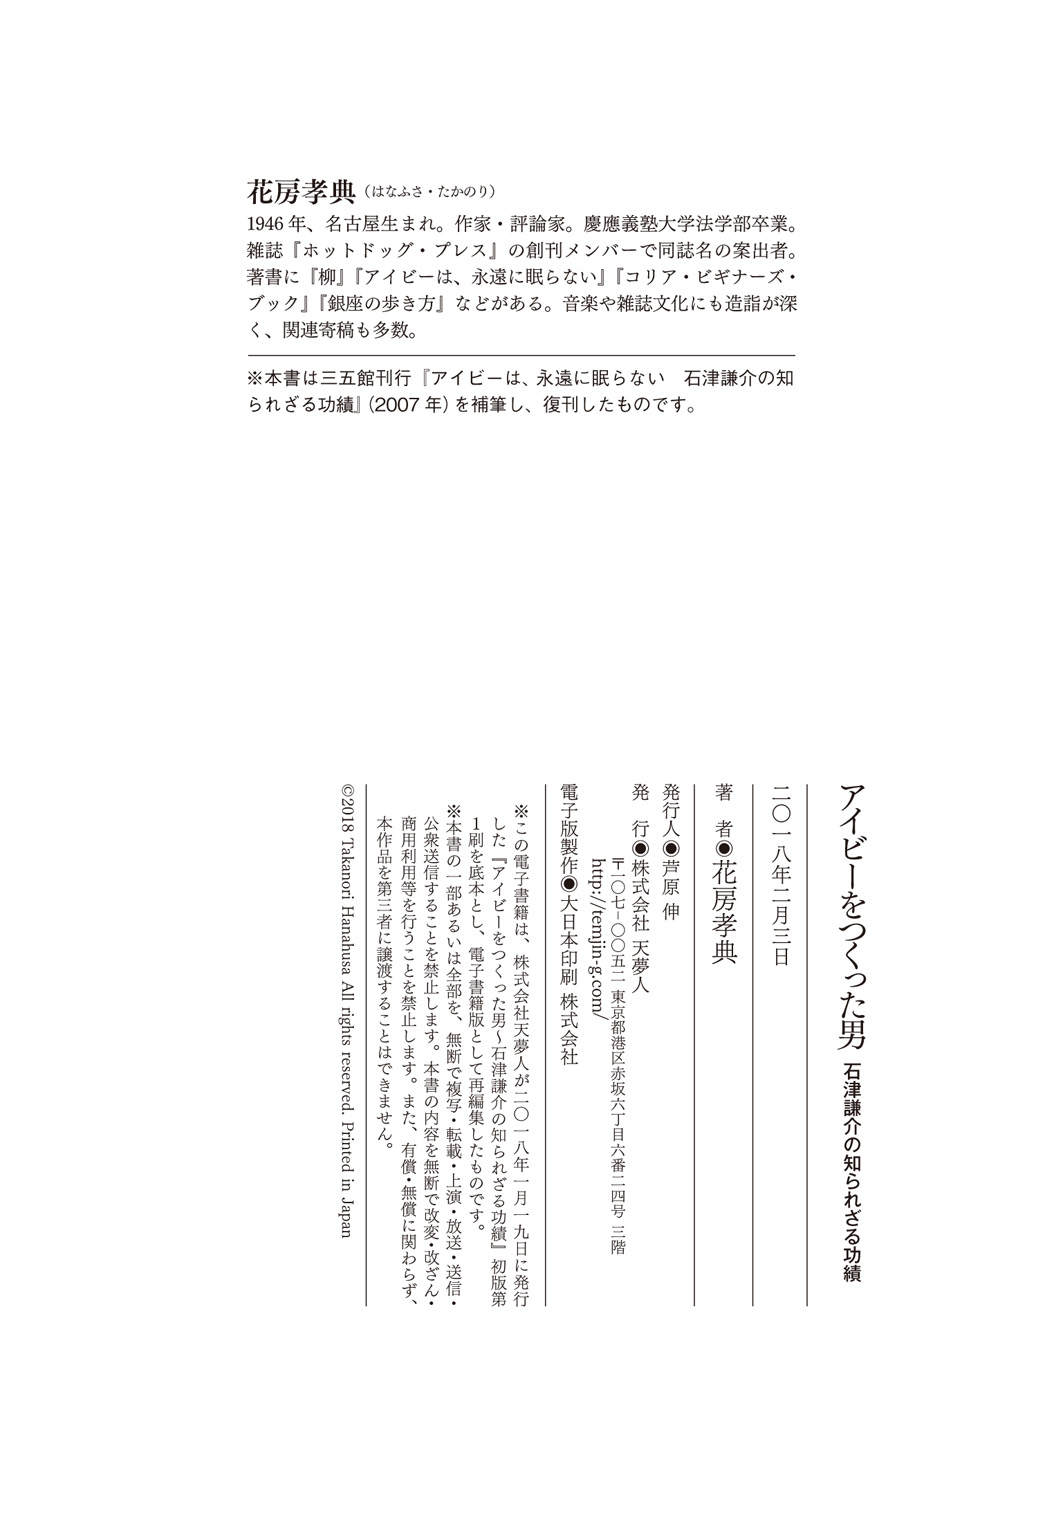 花房孝典（はなふさ・たかのり）
1946年、名古屋生まれ。作家・評論家。慶應義塾大学法学部卒業。
雑誌『ホットドッグ・プレス』の創刊メンバーで同誌名の案出者。
著書に『柳』『アイビーは、永遠に眠らない』『コリア・ビギナーズ・
ブック』『銀座の歩き方』などがある。音楽や雑誌文化にも造詣が深
く、関連寄稿も多数。
※本書は三五館刊行『アイビーは、永遠に眠らない　石津謙介の知
られざる功績』（2007年）を補筆し、復刊したものです。
アイビーをつくった男 石津謙介の知られざる功績
二〇一八年二月三日
著　者◉花房孝典
発行人◉芦原 伸
発　行◉株式会社 天夢人
〒一〇七-〇〇五二 東京都港区赤坂六丁目六番二四号 三階
http://temjin-g.com/
電子版製作◉大日本印刷 株式会社
※この電子書籍は、株式会社天夢人が二〇一八年一月一九日に発行
した『アイビーをつくった男～石津謙介の知られざる功績』初版第
1刷を底本とし、電子書籍版として再編集したものです。
※本書の一部あるいは全部を、無断で複写・転載・上演・放送・送信・
公衆送信することを禁止します。本書の内容を無断で改変・改ざん・
商用利用等を行うことを禁止します。また、有償・無償に関わらず、
本作品を第三者に譲渡することはできません。
©2018 Takanori Hanahusa All rights reserved. Printed in Japan